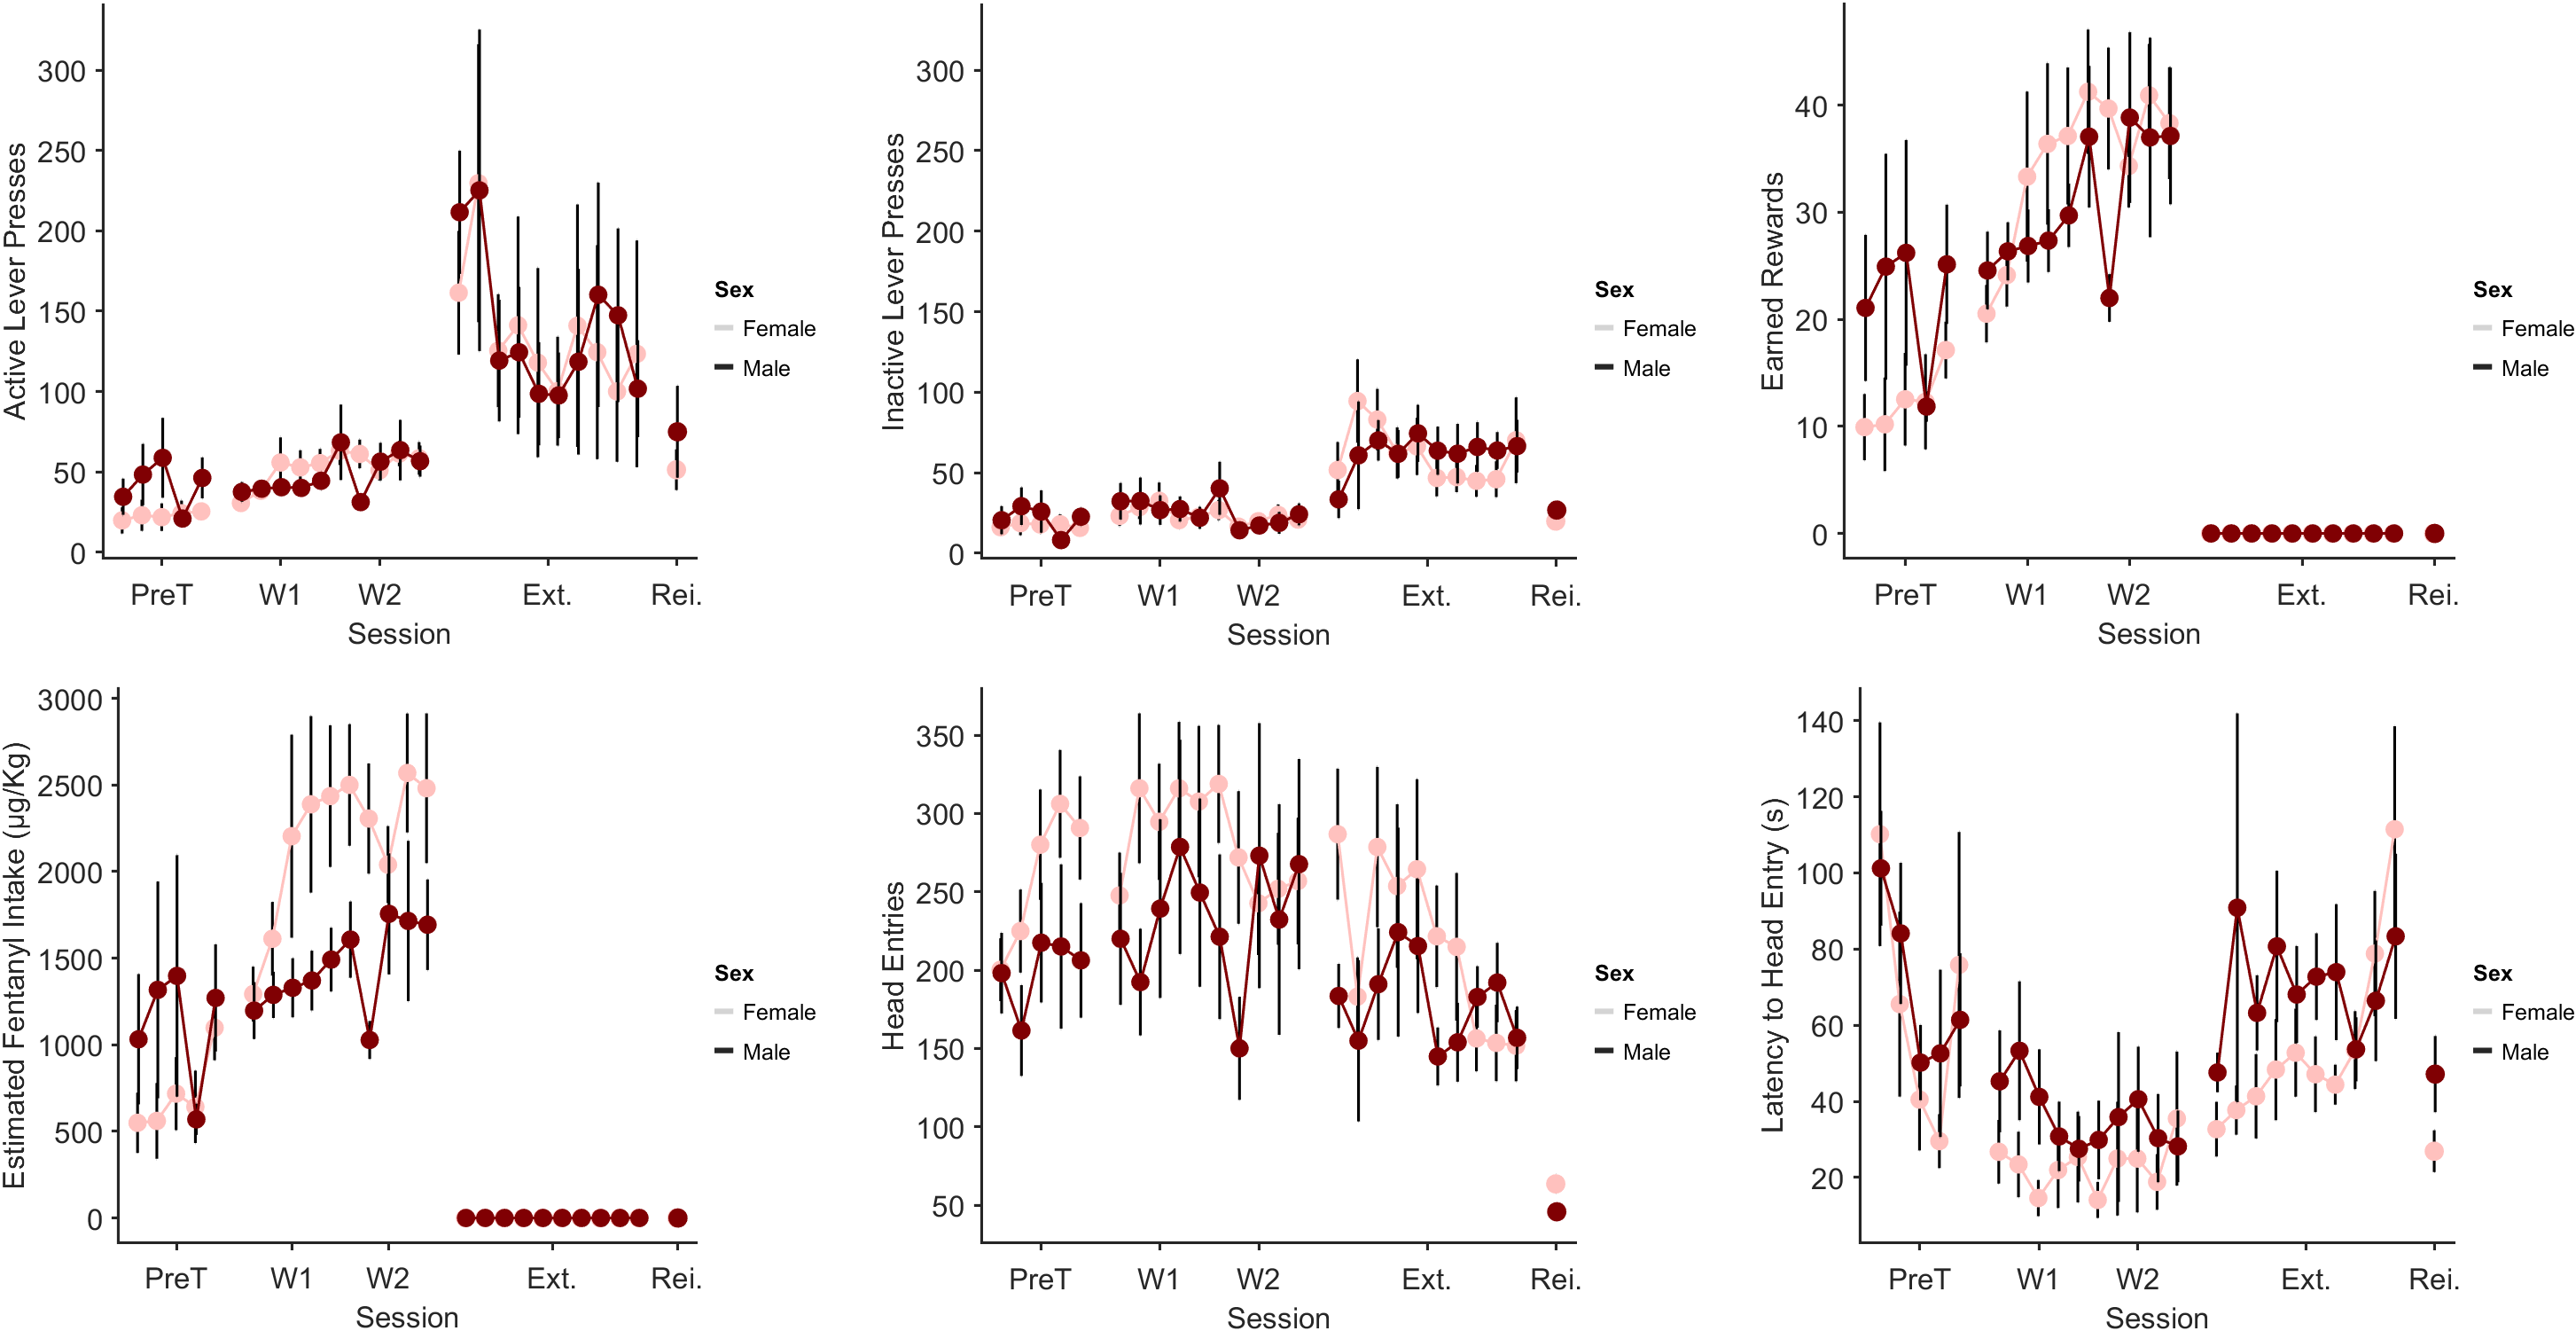 Active Lever Presses
300
250
200
150
100
50
0
PreT W1 W2 Ext. Rei.
Session
Sex
Female
Male
Inactive Lever Presses
300
250
200
150
100
50
0
PreT W1 W2 Ext. Rei.
Session
Sex
Female
Male
Earned Rewards
40
30
20
10
0
PreT W1 W2 Ext. Rei.
Session
Sex
Female
Male
Estimated Fentanyl Intake (µg/Kg)
3000
2500
2000
1500
1000
500
0
PreT W1 W2 Ext. Rei.
Session
Sex
Female
Male
Head Entries
350
300
250
200
150
100
50
PreT W1 W2 Ext. Rei.
Session
Sex
Female
Male
Latency to Head Entry (s)
140
120
100
80
60
40
20
PreT W1 W2 Ext. Rei.
Session
Sex
Female
Male